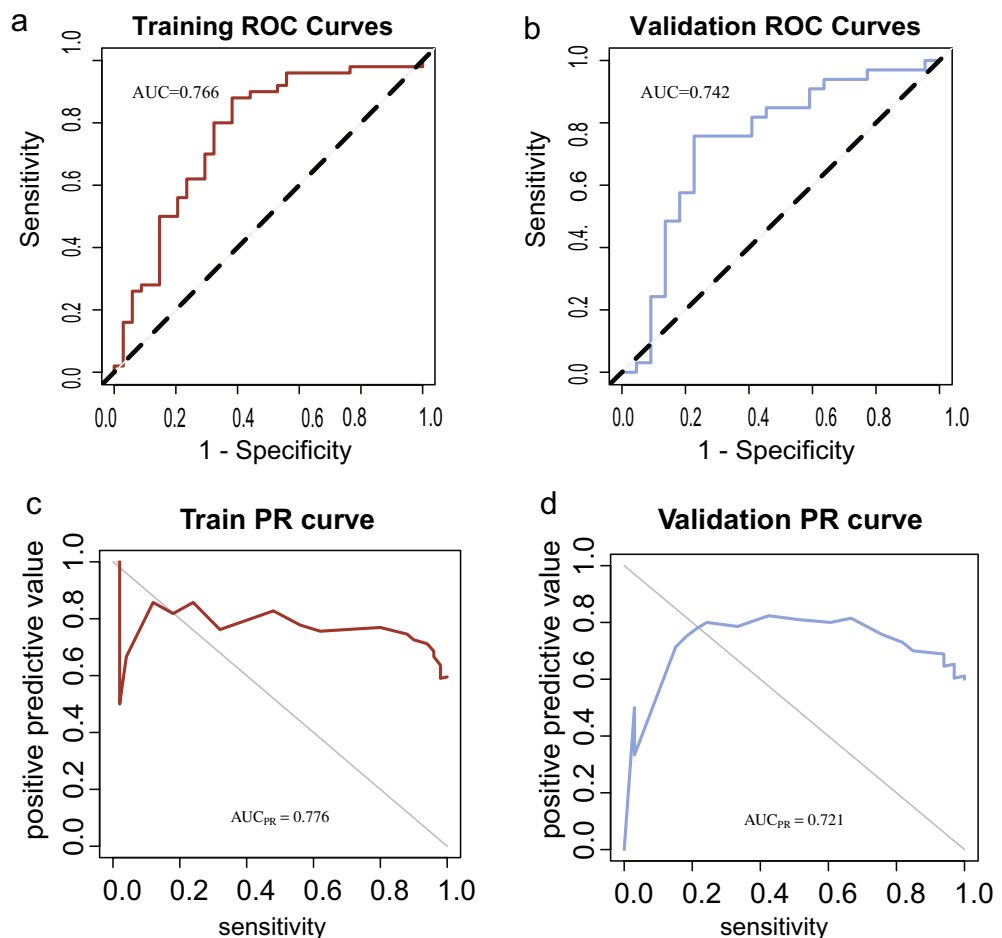 a
Training ROC Curves
AUC=0.766
Sensitivity
0.0
0.2
0.4
0.6
0.8
1.0
0.0
0.2
0.4
0.6
0.8
1.0
1 - Specificity
b
Validation ROC Curves
AUC=0.742
Sensitivity
0.0
0.2
0.4.
0.6
0.8
1.0
0.0
0.2
0.4
0.6
0.8
1.0
1 - Specificity
c
Train PR curve
positive predictive value
0.0
0.2
0.4
0.6
0.8
1.0
AUCPR = 0.776
0.0
0.2
0.4
0.6
0.8
1.0
sensitivity
d
Validation PR curve
positive predictive value
0.0
0.2
0.4
0.6
0.8
1.0
AUCPR = 0.721
0.0
0.2
0.4
0.6
0.8
1.0
sensitivity